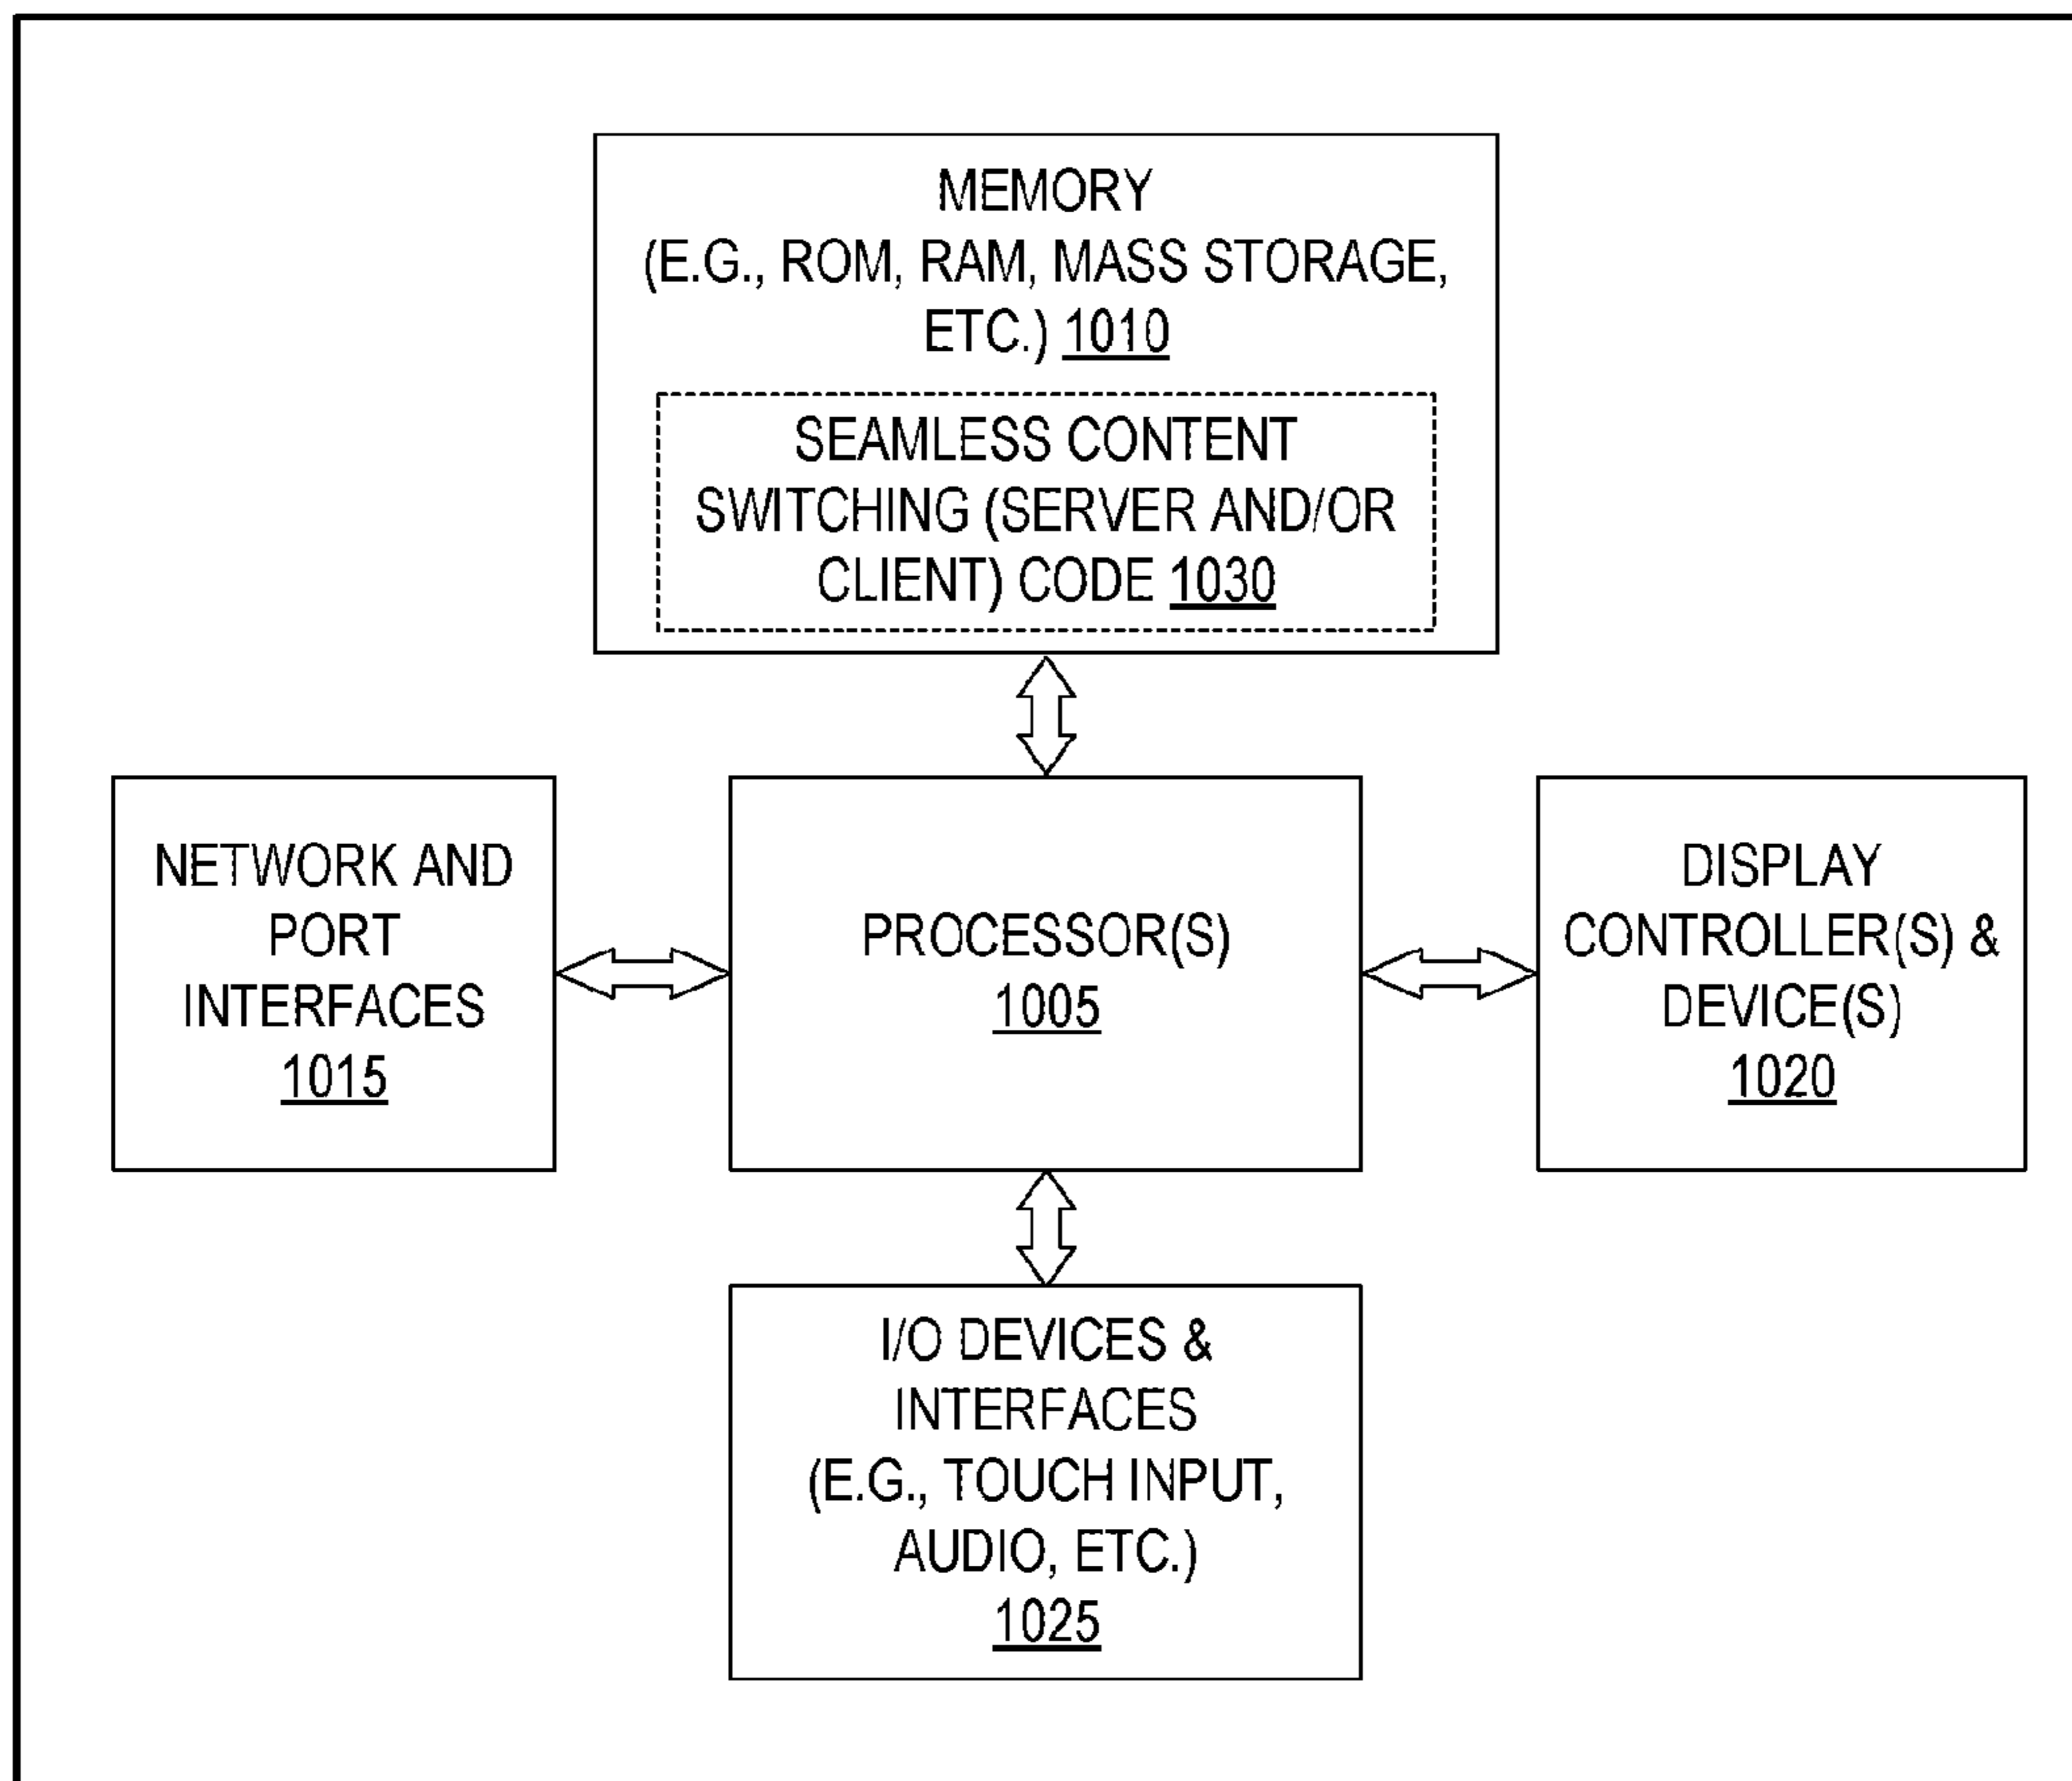 MEMORY
(E.G., ROM, RAM, MASS STORAGE,
ETC.) 1010
SEAMLESS CONTENT
SWITCHING (SERVER AND/OR
CLIENT) CODE 1030
NETWORK AND
PORT
INTERFACES
1015
PROCESSOR(S)
1005
DISPLAY
CONTROLLER(S) &
DEVICE(S)
1020
I/O DEVICES &
INTERFACES
(E.G., TOUCH INPUT,
AUDIO, ETC.)
1025